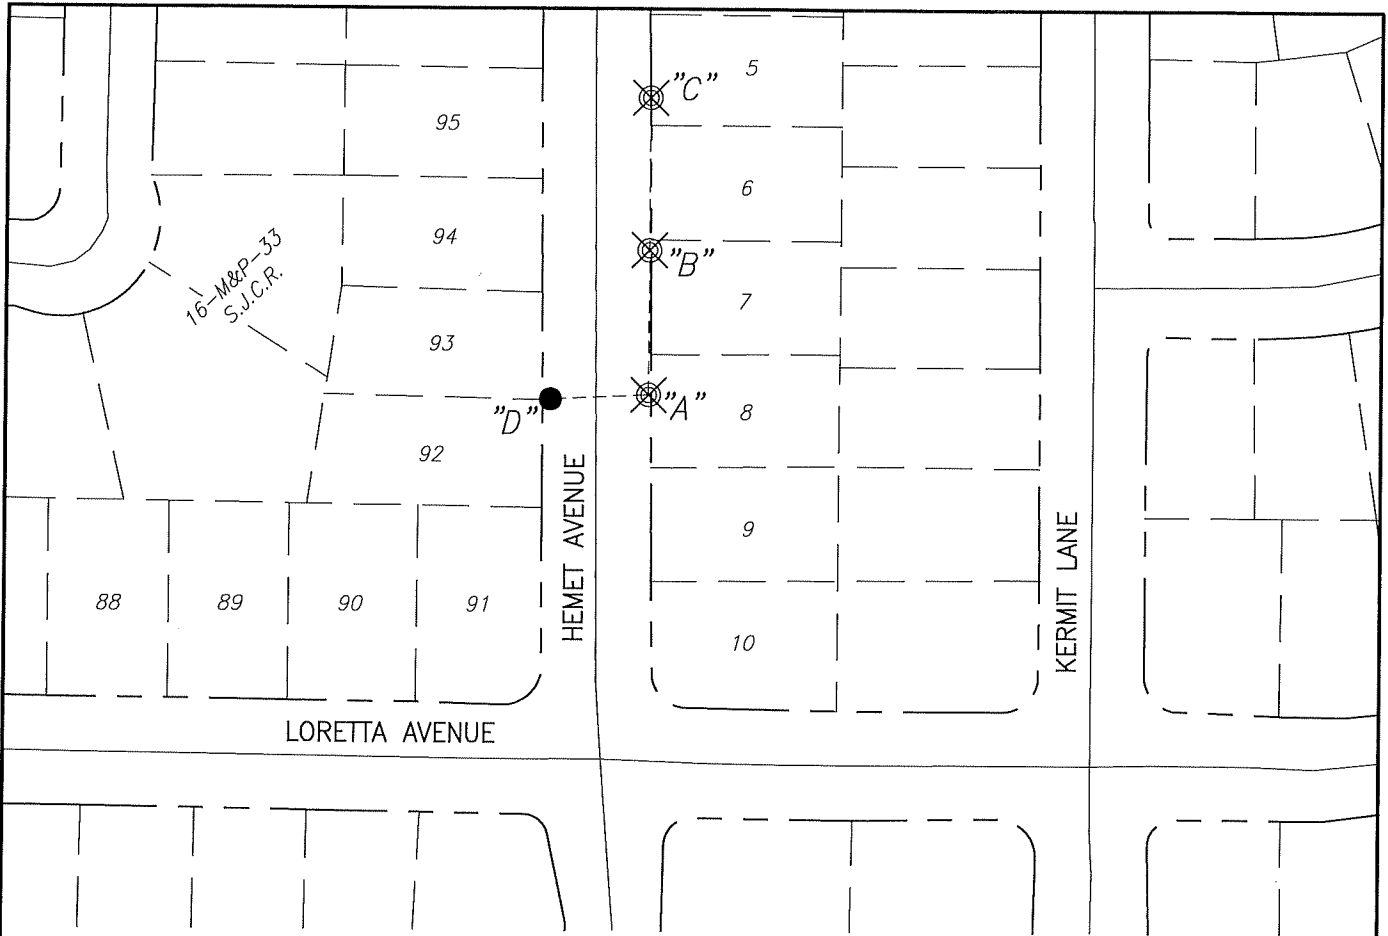 5
"C"
95
6
94
16-M&P-33
S.J.C.R.
"B"
7
93
"D"
"A"
8
92
HEMET AVENUE
9
KERMIT LANE
88
89
90
91
10
LORETTA AVENUE